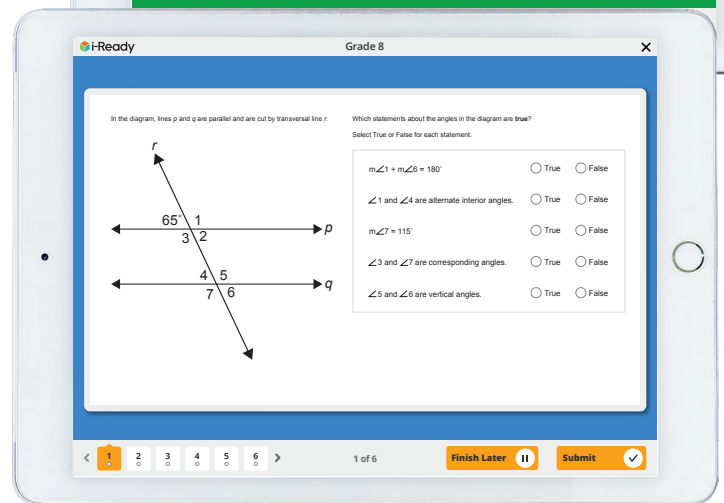 i-Ready
Grade 8
In the diagram, lines p and q are parallel and are cut by transversal line r.
r
65° 1
3 2
p
4 5
7 6
q
Which statements about the angles in the diagram are true?
Select True or False for each statement.
m∠1 + m∠6 = 180° True False
∠1 and ∠4 are alternate interior angles. True False
m∠7 = 115° True False
∠3 and ∠7 are corresponding angles. True False
∠5 and ∠6 are vertical angles. True False
1 2 3 4 5 6
1 of 6
Finish Later
Submit